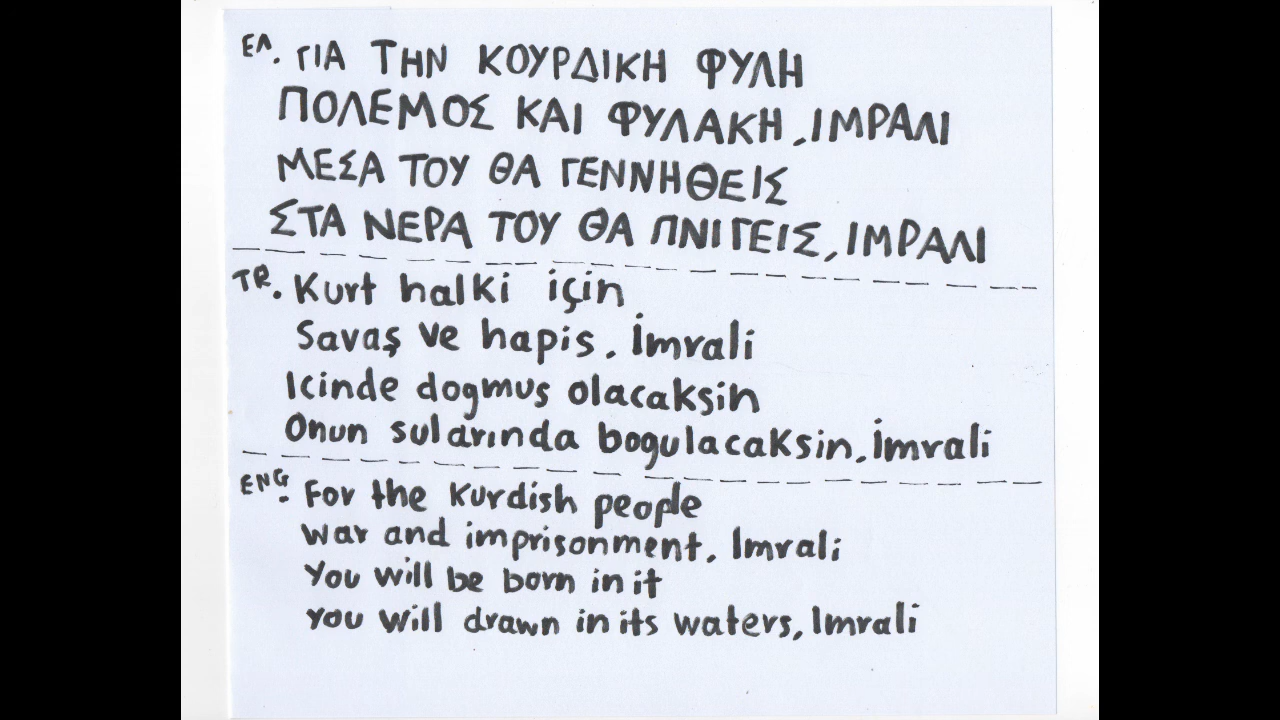 ΕΛ. ΓΙΑ ΤΗΝ ΚΟΥΡΔΙΚΗ ΦΥΛΗ
ΠΟΛΕΜΟΣ ΚΑΙ ΦΥΛΑΚΗ, ΙΜΡΑΛΙ
ΜΕΣΑ ΤΟΥ ΘΑ ΓΕΝΝΗΘΕΙΣ
ΣΤΑ ΝΕΡΑ ΤΟΥ ΘΑ ΠΝΙΓΕΙΣ, ΙΜΡΑΛΙ
TR. Kurt halki için
Savaş ve hapis, İmrali
Icinde dogmuş olacaksin
Onun sularında bogulacaksin, İmrali
ENG. For the Kurdish people
War and imprisonment, Imrali
You will be born in it
You will drawn in its waters, Imrali